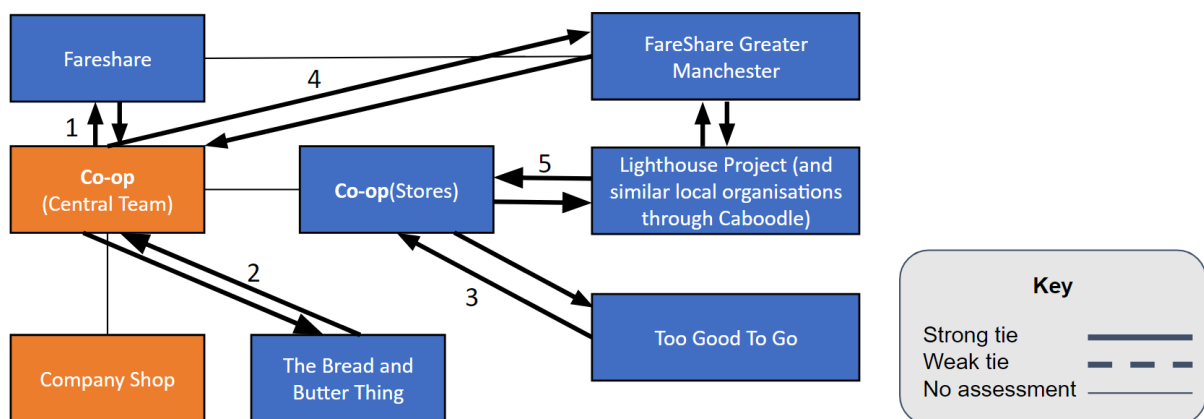 Fareshare
FareShare Greater
Manchester
4
1
Co-op
(Central Team)
Co-op(Stores)
5
Lighthouse Project (and
similar local organisations
through Caboodle)
2
3
Company Shop
The Bread and
Butter Thing
Too Good To Go
Key
Strong tie
Weak tie
No assessment